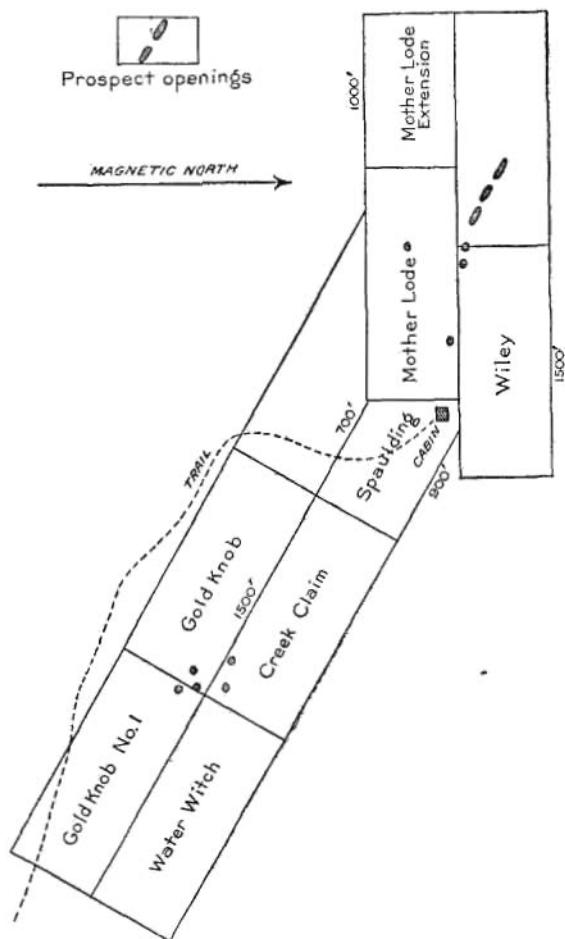 Prospect openings
MAGNETIC NORTH
1000'
Mother Lode
Extension
Mother Lode
Wiley
1500'
700'
Spaulding
CABIN
900'
TRAIL
Gold Knob
1500'
Creek Claim
Gold Knob No.1
Water Witch